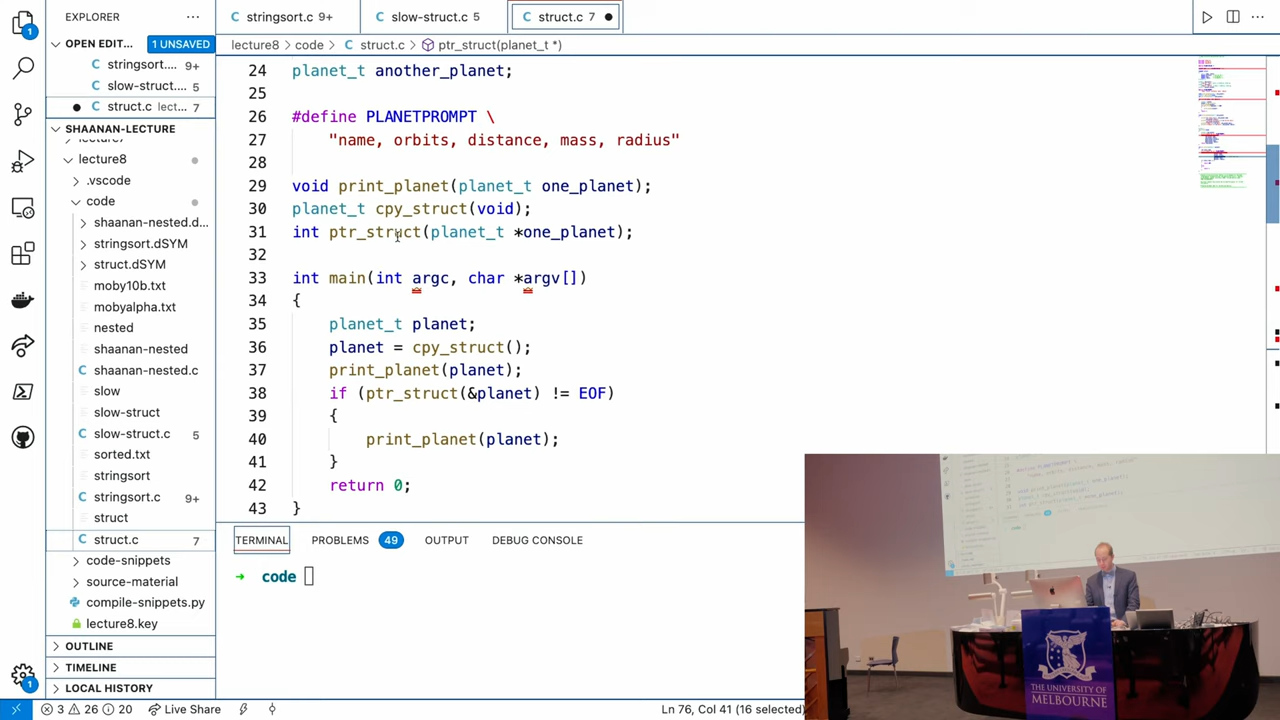 EXPLORER
stringsort.c 9+
slow-struct.c 5
struct.c 7
OPEN EDIT... 1 UNSAVED
stringsort.... 9+
slow-struct.... 5
struct.c lect... 7
SHAANAN-LECTURE
lecture8
.vscode
code
shaanan-nested.d...
stringsort.dSYM
struct.dSYM
moby10b.txt
mobyalpha.txt
nested
shaanan-nested
shaanan-nested.c
slow
slow-struct
slow-struct.c 5
sorted.txt
stringsort
stringsort.c 9+
struct
struct.c 7
code-snippets
source-material
compile-snippets.py
lecture8.key
OUTLINE
TIMELINE
LOCAL HISTORY
lecture8 > code > struct.c > ptr_struct(planet_t *)
24 planet_t another_planet;
25
26 #define PLANETPROMPT \
27 "name, orbits, distance, mass, radius"
28
29 void print_planet(planet_t one_planet);
30 planet_t cpy_struct(void);
31 int ptr_struct(planet_t *one_planet);
32
33 int main(int argc, char *argv[])
34 {
35 planet_t planet;
36 planet = cpy_struct();
37 print_planet(planet);
38 if (ptr_struct(&planet) != EOF)
39 {
40 print_planet(planet);
41 }
42 return 0;
43 }
TERMINAL PROBLEMS 49 OUTPUT DEBUG CONSOLE
→ code
THE UNIVERSITY OF
MELBOURNE
1
3 26 20 Live Share Ln 76, Col 41 (16 selected)